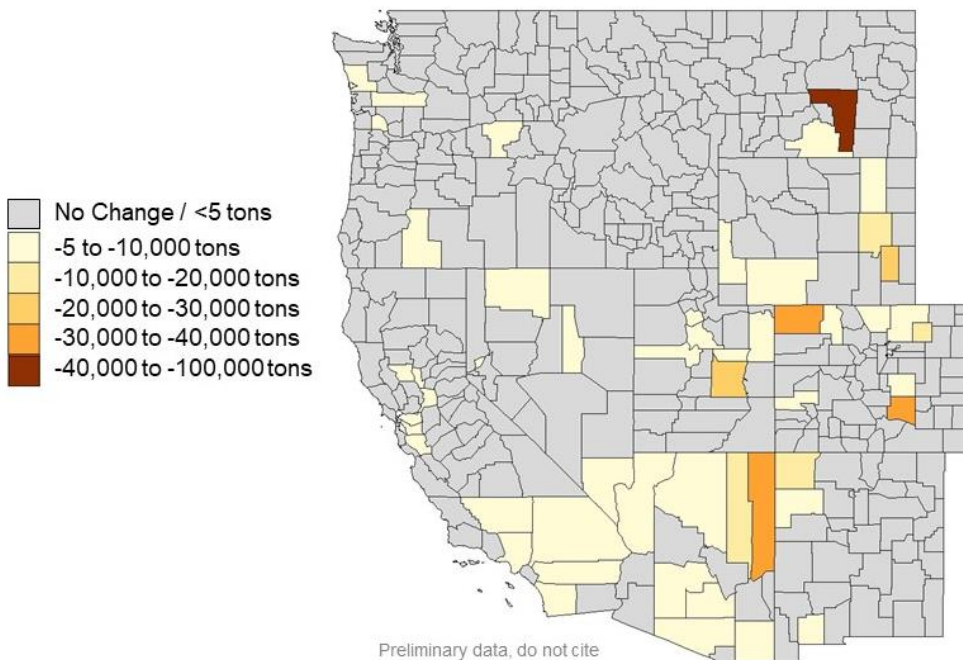 No Change / <5 tons
-5 to -10,000 tons
-10,000 to -20,000 tons
-20,000 to -30,000 tons
-30,000 to -40,000 tons
-40,000 to -100,000 tons
Preliminary data, do not cite